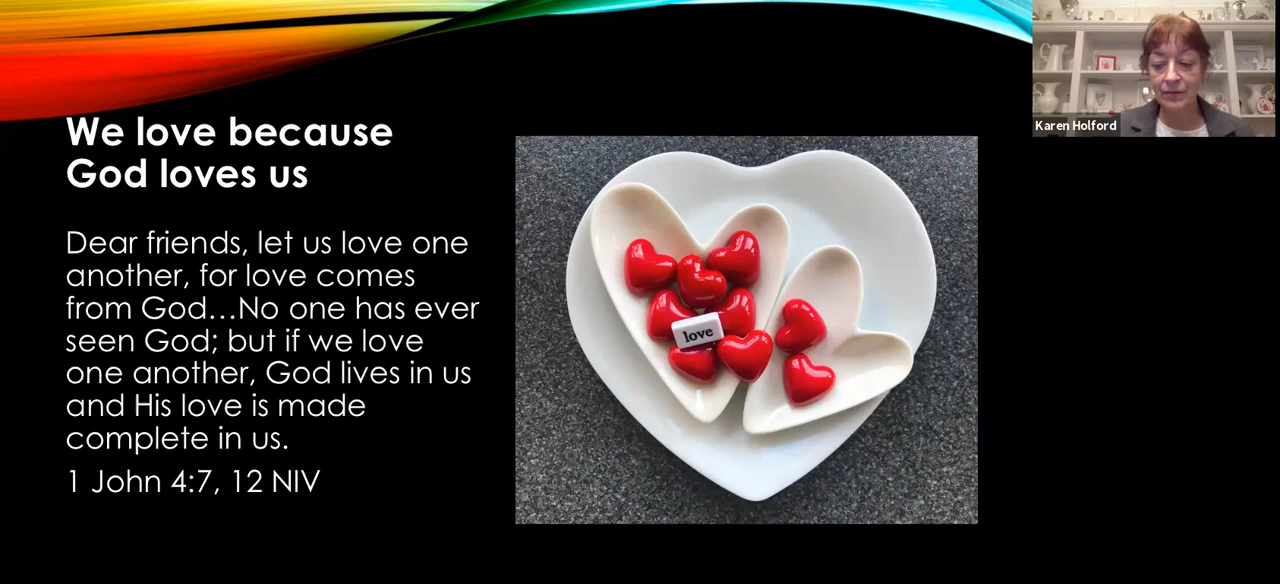 We love because
God loves us
Dear friends, let us love one
another, for love comes
from God…No one has ever
seen God; but if we love
one another, God lives in us
and His love is made
complete in us.
1 John 4:7, 12 NIV
love
Karen Holford